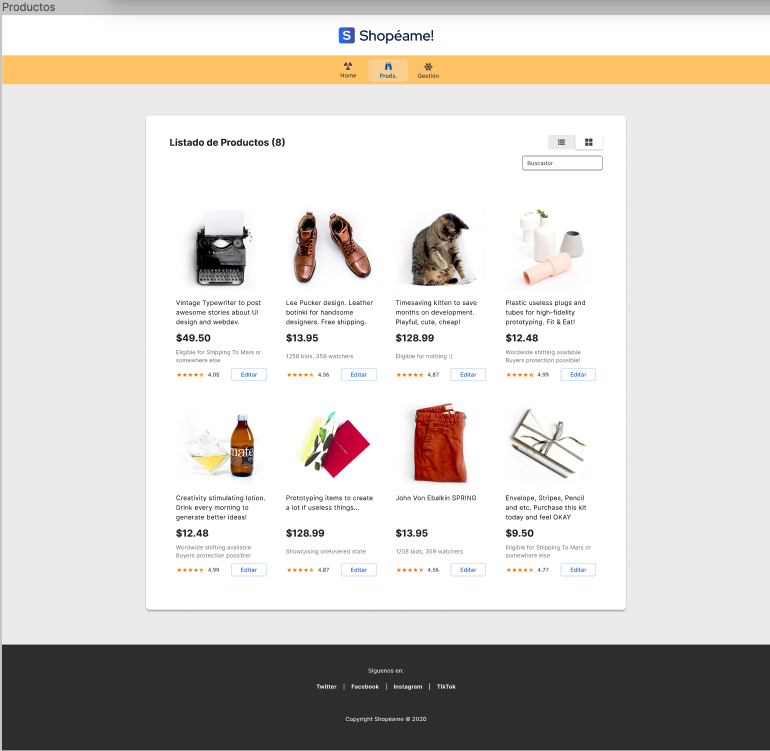 Productos
S Shopéame!
Home
Prods.
Gestión
Listado de Productos (8)
Buscador
Vintage Typewriter to post
awesome stories about UI
design and webdev.
$49.50
Eligible for Shipping To Mars or
somewhere else
4.05
Editar
Lee Pucker design. Leather
botinki for handsome
designers. Free shipping.
$13.95
1258 bids, 359 watchers
4.56
Editar
Timesaving kitten to save
months on development.
Playful, cute, cheap!
$128.99
Eligible for nothing :(
4.87
Editar
Plastic useless plugs and
tubes for high-fidelity
prototyping. Fit & Eat!
$12.48
Wordwide shifting available
Buyers protection possible!
4.99
Editar
mate
Creativity stimulating lotion.
Drink every morning to
generate better ideas!
$12.48
Wordwide shifting available
Buyers protection possible!
4.99
Editar
Prototyping items to create
a lot if useless things...
$128.99
Showcasing onHovered state
4.87
Editar
John Von Ebalkin SPRING
$13.95
1258 bids, 359 watchers
4.56
Editar
Envelope, Stripes, Pencil
and etc. Purchase this kit
today and feel OKAY
$9.50
Eligible for Shipping To Mars or
somewhere else
4.77
Editar
Síguenos en:
Twitter | Facebook | Instagram | TikTok
Copyright Shopéame @ 2020